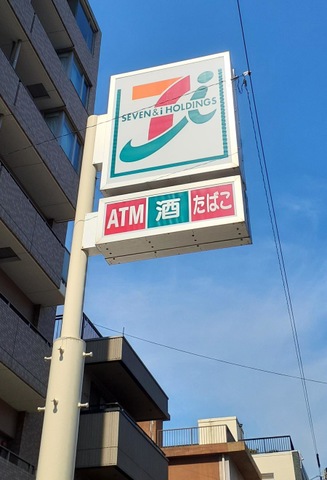 SEVEN & i HOLDINGS
ATM 酒 たばこ